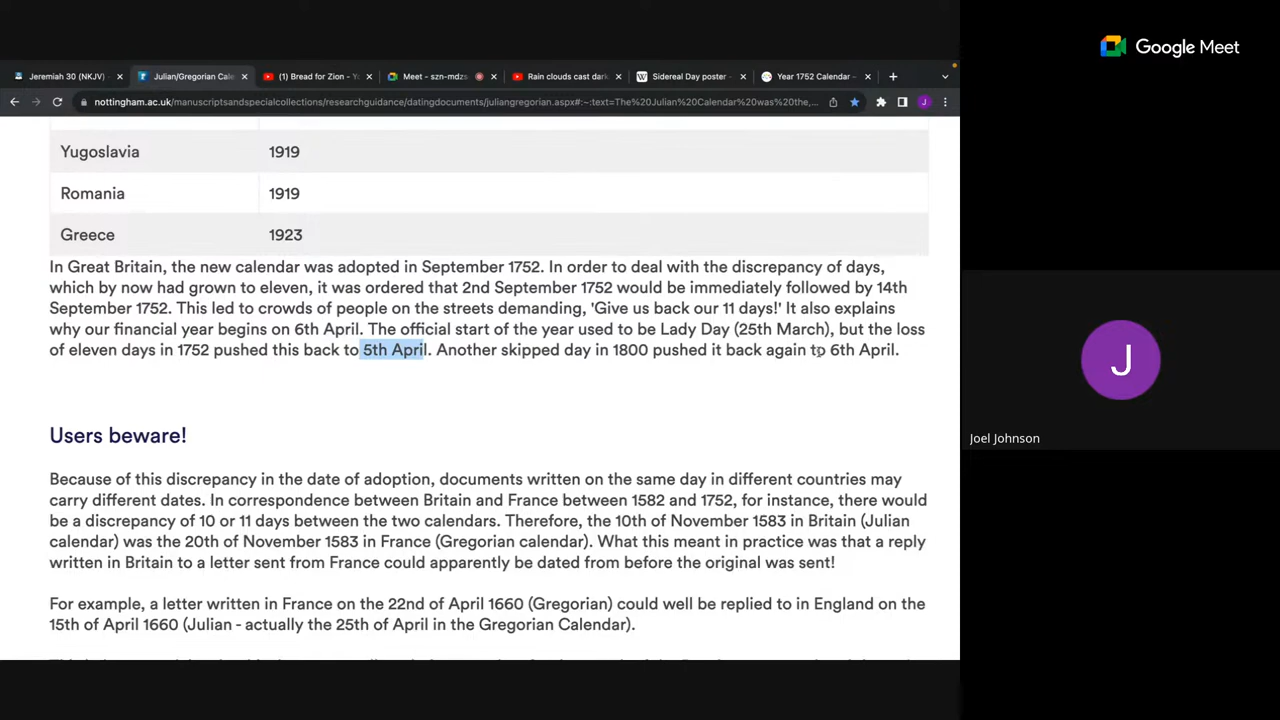 Google Meet
Jeremiah 30 (NKJV)
Julian/Gregorian Cale
(1) Bread for Zion - Yo
Meet - szn-mdzs
Rain clouds cast dark
Sidereal Day poster -
Year 1752 Calendar –
nottingham.ac.uk/manuscriptsandspecialcollections/researchguidance/datingdocuments/juliangregorian.aspx#:~:text=The%20Julian%20Calendar%20was%20the,...
J
Yugoslavia 1919
Romania 1919
Greece 1923
In Great Britain, the new calendar was adopted in September 1752. In order to deal with the discrepancy of days,
which by now had grown to eleven, it was ordered that 2nd September 1752 would be immediately followed by 14th
September 1752. This led to crowds of people on the streets demanding, 'Give us back our 11 days!' It also explains
why our financial year begins on 6th April. The official start of the year used to be Lady Day (25th March), but the loss
of eleven days in 1752 pushed this back to 5th April. Another skipped day in 1800 pushed it back again to 6th April.
Users beware!
Because of this discrepancy in the date of adoption, documents written on the same day in different countries may
carry different dates. In correspondence between Britain and France between 1582 and 1752, for instance, there would
be a discrepancy of 10 or 11 days between the two calendars. Therefore, the 10th of November 1583 in Britain (Julian
calendar) was the 20th of November 1583 in France (Gregorian calendar). What this meant in practice was that a reply
written in Britain to a letter sent from France could apparently be dated from before the original was sent!
For example, a letter written in France on the 22nd of April 1660 (Gregorian) could well be replied to in England on the
15th of April 1660 (Julian - actually the 25th of April in the Gregorian Calendar).
J
Joel Johnson